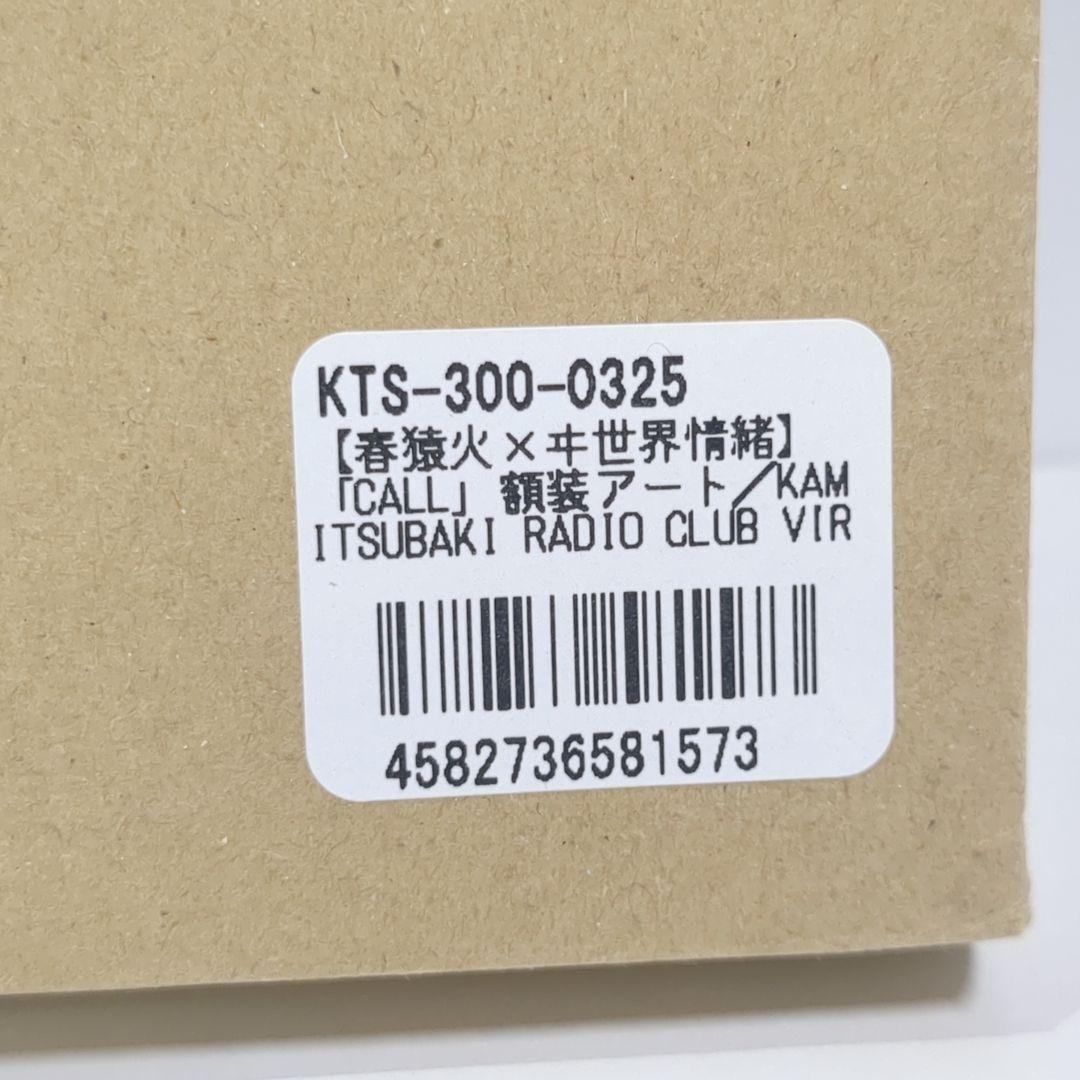 KTS-300-0325
【春猿火×ヰ世界情緒】
「CALL」額装アート／KAM
ITSUBAKI RADIO CLUB VIR
4582736581573